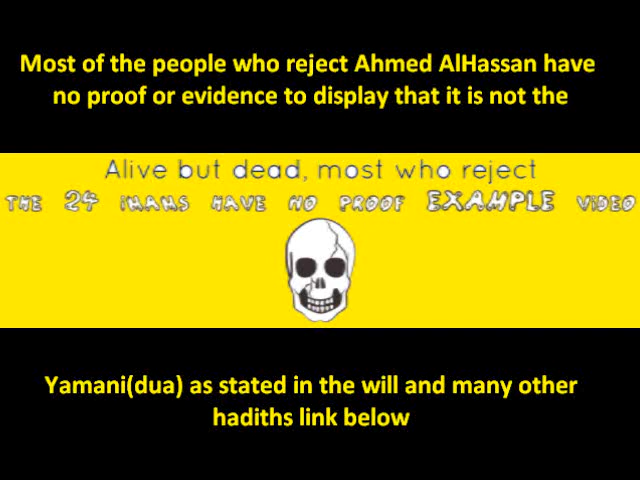 Most of the people who reject Ahmed AlHassan have
no proof or evidence to display that it is not the
Alive but dead, most who reject
THE 24 IMAMS HAVE NO PROOF EXAMPLE VIDEO
Yamani(dua) as stated in the will and many other
hadiths link below